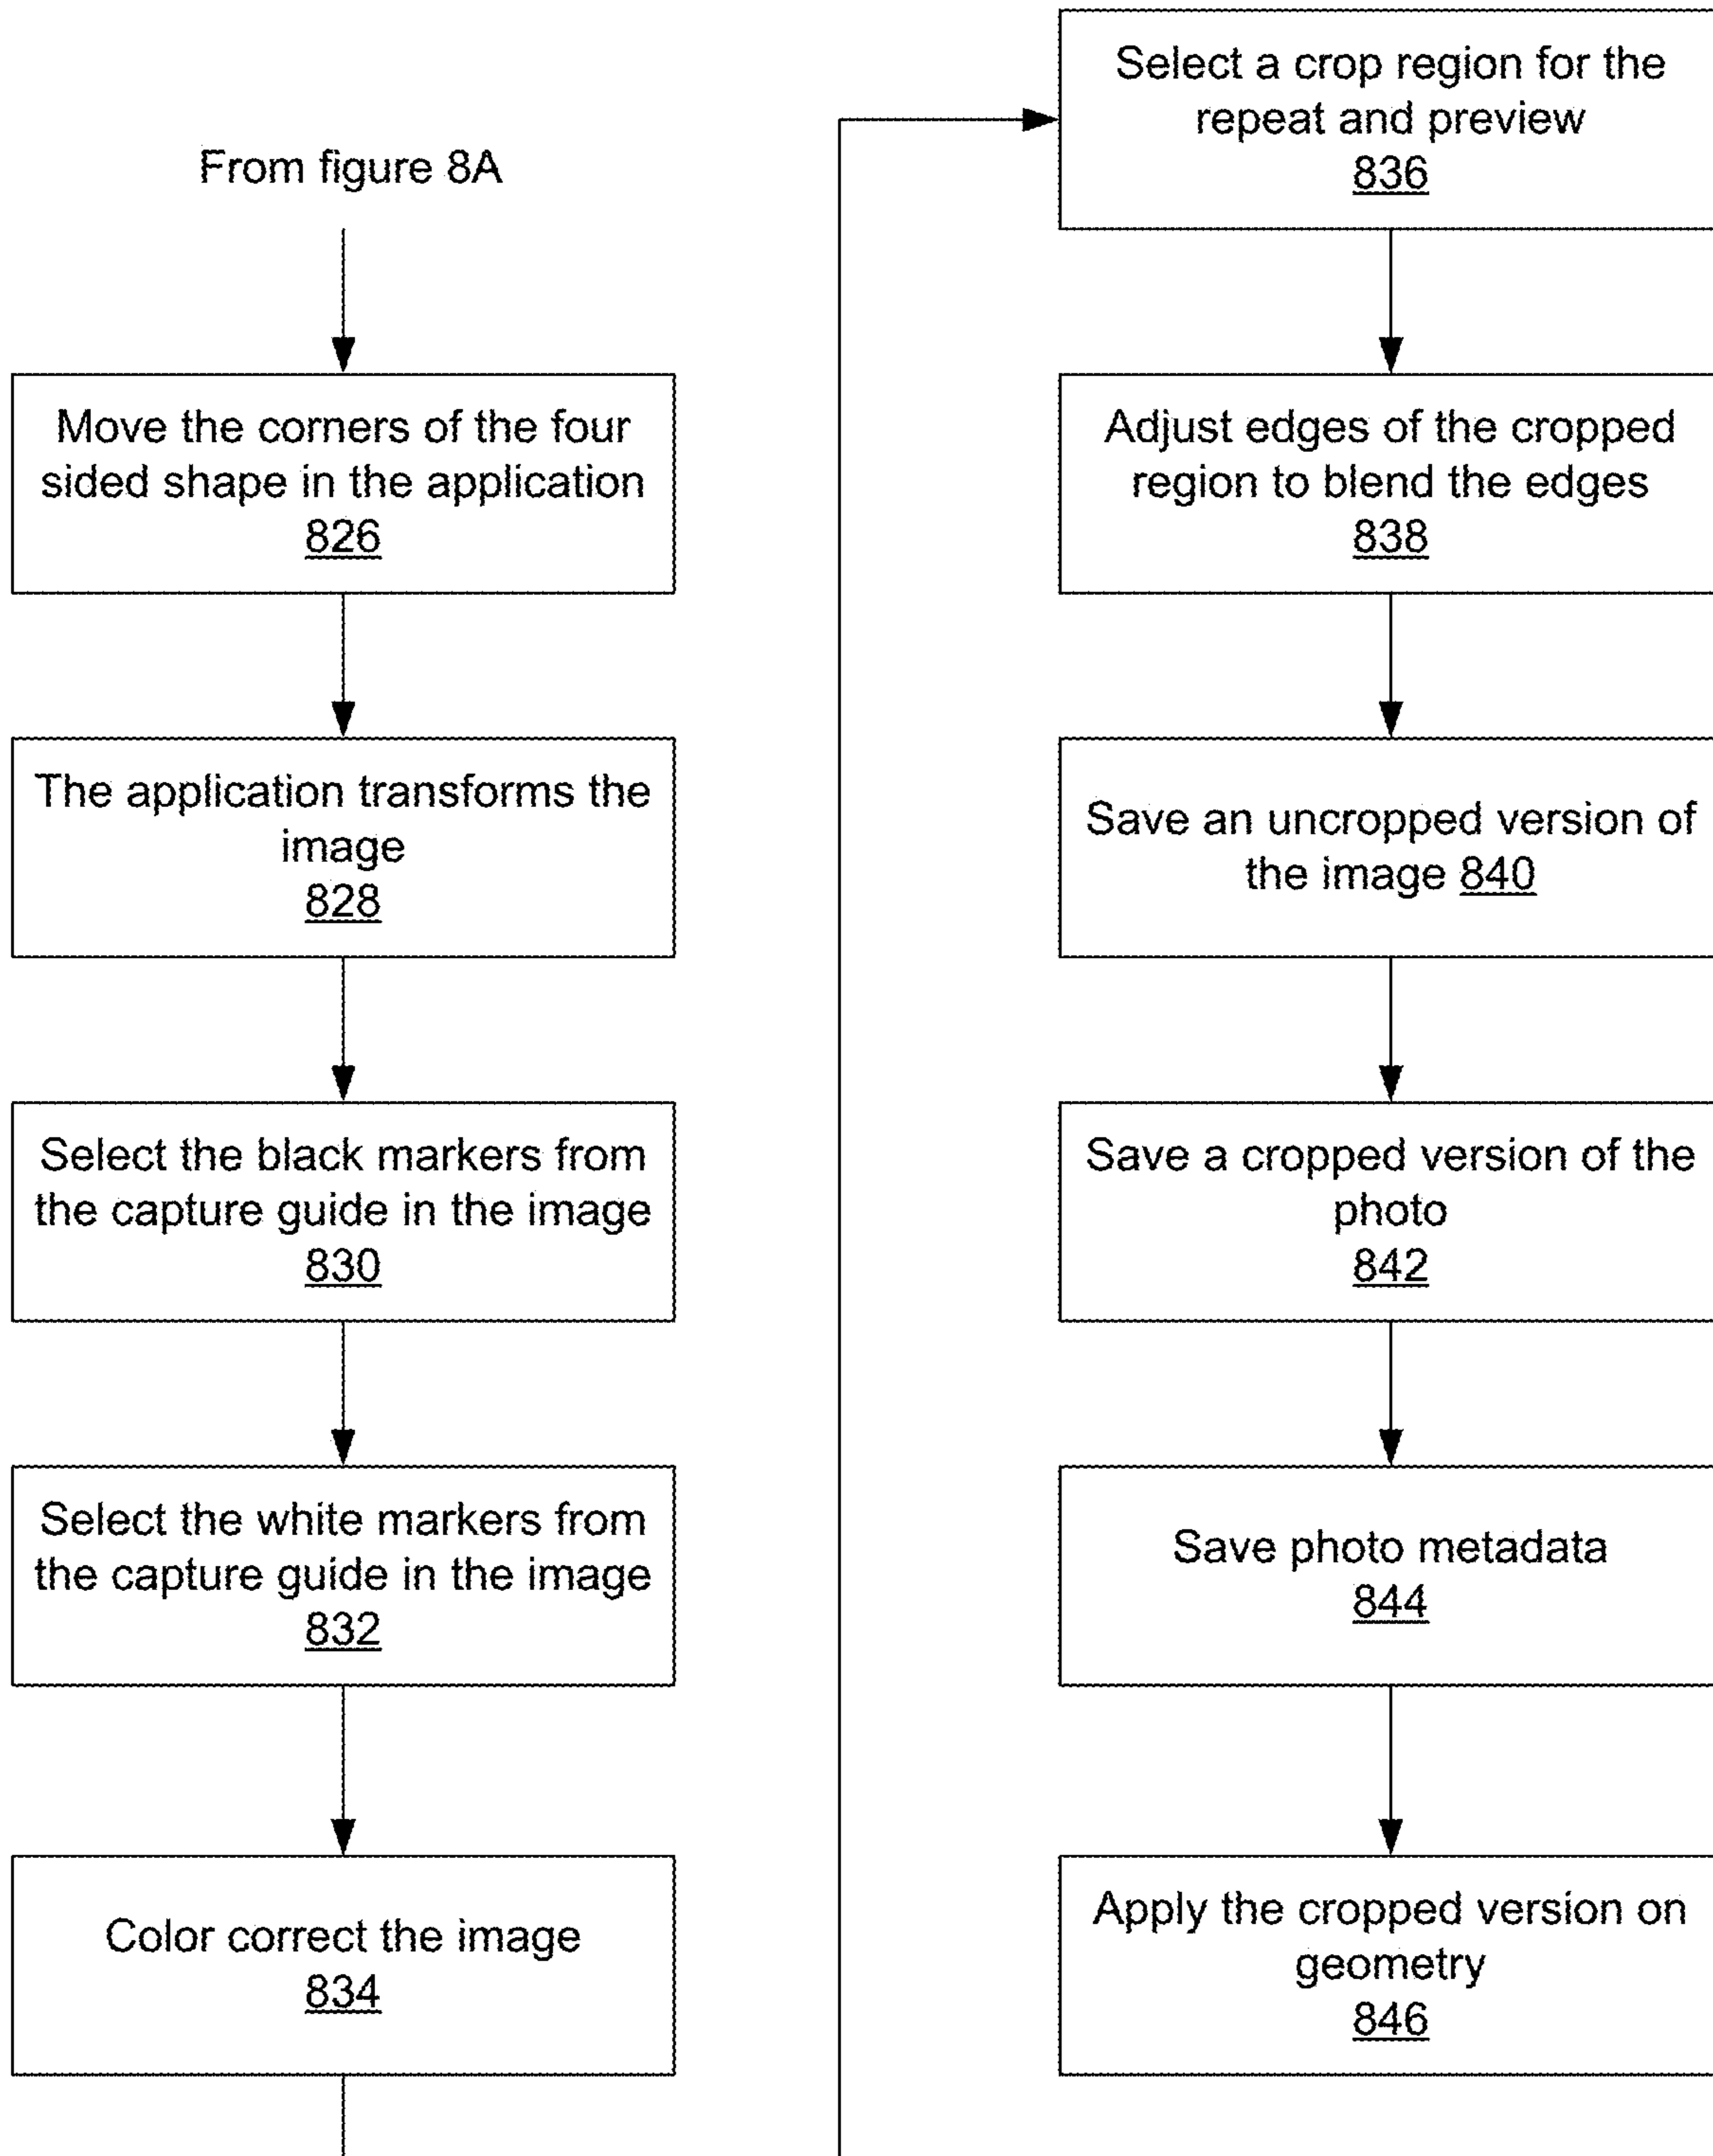 From figure 8A
Move the corners of the four
sided shape in the application
826
The application transforms the
image
828
Select the black markers from
the capture guide in the image
830
Select the white markers from
the capture guide in the image
832
Color correct the image
834
Select a crop region for the
repeat and preview
836
Adjust edges of the cropped
region to blend the edges
838
Save an uncropped version of
the image 840
Save a cropped version of the
photo
842
Save photo metadata
844
Apply the cropped version on
geometry
846